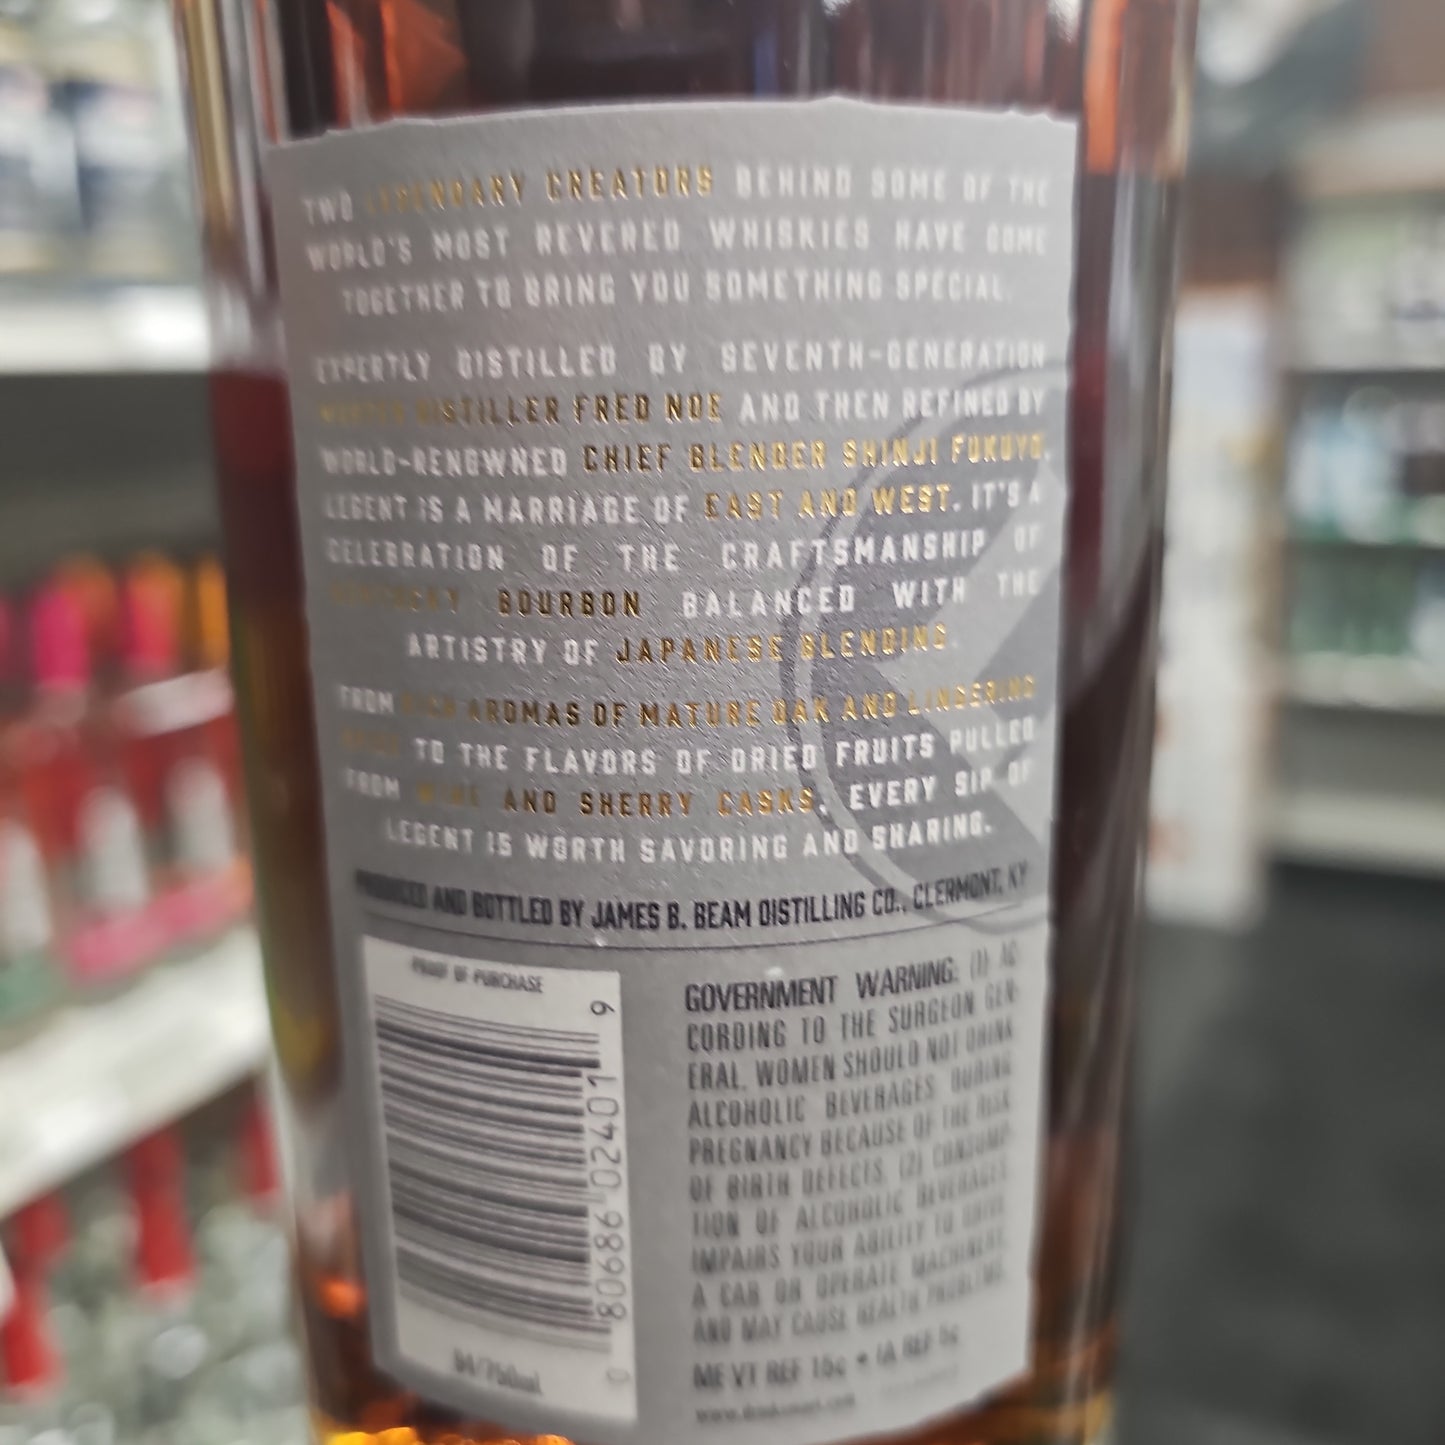 TWO LEGENDARY CREATORS BEHIND SOME OF THE
WORLD'S MOST REVERED WHISKIES HAVE COME
TOGETHER TO BRING YOU SOMETHING SPECIAL.
EXPERTLY DISTILLED BY SEVENTH-GENERATION
MASTER DISTILLER FRED NOE AND THEN REFINED BY
WORLD-RENOWNED CHIEF BLENDER SHINJI FUKUYO,
LEGENT IS A MARRIAGE OF EAST AND WEST. IT'S A
CELEBRATION OF THE CRAFTSMANSHIP OF
KENTUCKY BOURBON BALANCED WITH THE
ARTISTRY OF JAPANESE BLENDING.
FROM RICH AROMAS OF MATURE OAK AND LINGERING
SPICE TO THE FLAVORS OF DRIED FRUITS PULLED
FROM WINE AND SHERRY CASKS, EVERY SIP OF
LEGENT IS WORTH SAVORING AND SHARING.
PRODUCED AND BOTTLED BY JAMES B. BEAM DISTILLING CO., CLERMONT, KY
PROOF OF PURCHASE
0 80686 02401 9
94/750ml
GOVERNMENT WARNING: (1) AC-
CORDING TO THE SURGEON GEN-
ERAL, WOMEN SHOULD NOT DRINK
ALCOHOLIC BEVERAGES DURING
PREGNANCY BECAUSE OF THE RISK
OF BIRTH DEFECTS. (2) CONSUMP-
TION OF ALCOHOLIC BEVERAGES
IMPAIRS YOUR ABILITY TO DRIVE
A CAR OR OPERATE MACHINERY,
AND MAY CAUSE HEALTH PROBLEMS.
ME VT REF 15¢ • IA REF 5¢
www.drinksmart.com